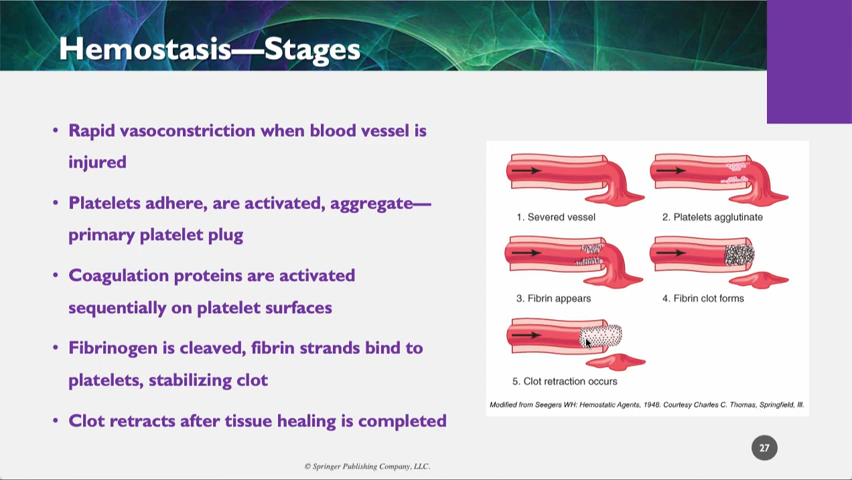 Hemostasis—Stages
• Rapid vasoconstriction when blood vessel is
injured
• Platelets adhere, are activated, aggregate—
primary platelet plug
• Coagulation proteins are activated
sequentially on platelet surfaces
• Fibrinogen is cleaved, fibrin strands bind to
platelets, stabilizing clot
• Clot retracts after tissue healing is completed
1. Severed vessel
2. Platelets agglutinate
3. Fibrin appears
4. Fibrin clot forms
5. Clot retraction occurs
Modified from Seegers WH: Hemostatic Agents, 1948. Courtesy Charles C. Thomas, Springfield, Ill.
27
© Springer Publishing Company, LLC.